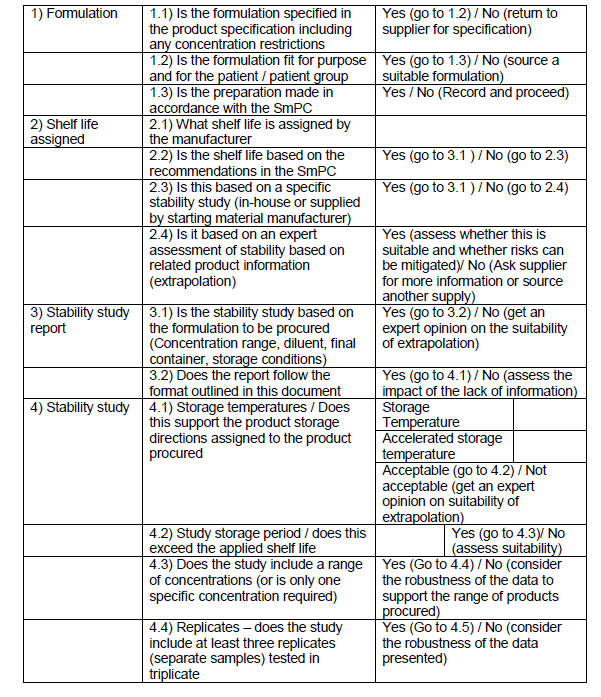 1) Formulation
1.1) Is the formulation specified in
the product specification including
any concentration restrictions
Yes (go to 1.2) / No (return to
supplier for specification)
1.2) Is the formulation fit for purpose
and for the patient / patient group
Yes (go to 1.3) / No (source a
suitable formulation)
1.3) Is the preparation made in
accordance with the SmPC
Yes / No (Record and proceed)
2) Shelf life
assigned
2.1) What shelf life is assigned by
the manufacturer
2.2) Is the shelf life based on the
recommendations in the SmPC
Yes (go to 3.1 ) / No (go to 2.3)
2.3) Is this based on a specific
stability study (in-house or supplied
by starting material manufacturer)
Yes (go to 3.1 ) / No (go to 2.4)
2.4) Is it based on an expert
assessment of stability based on
related product information
(extrapolation)
Yes (assess whether this is
suitable and whether risks can
be mitigated)/ No (Ask supplier
for more information or source
another supply)
3) Stability study
report
3.1) Is the stability study based on
the formulation to be procured
(Concentration range, diluent, final
container, storage conditions)
Yes (go to 3.2) / No (get an
expert opinion on the suitability
of extrapolation)
3.2) Does the report follow the
format outlined in this document
Yes (go to 4.1) / No (assess the
impact of the lack of information)
4) Stability study
4.1) Storage temperatures / Does
this support the product storage
directions assigned to the product
procured
Storage
Temperature
Accelerated storage
temperature
Acceptable (go to 4.2) / Not
acceptable (get an expert
opinion on suitability of
extrapolation)
4.2) Study storage period / does this
exceed the applied shelf life
Yes (go to 4.3)/ No
(assess suitability)
4.3) Does the study include a range
of concentrations (or is only one
specific concentration required)
Yes (Go to 4.4) / No (consider
the robustness of the data to
support the range of products
procured)
4.4) Replicates – does the study
include at least three replicates
(separate samples) tested in
triplicate
Yes (Go to 4.5) / No (consider
the robustness of the data
presented)